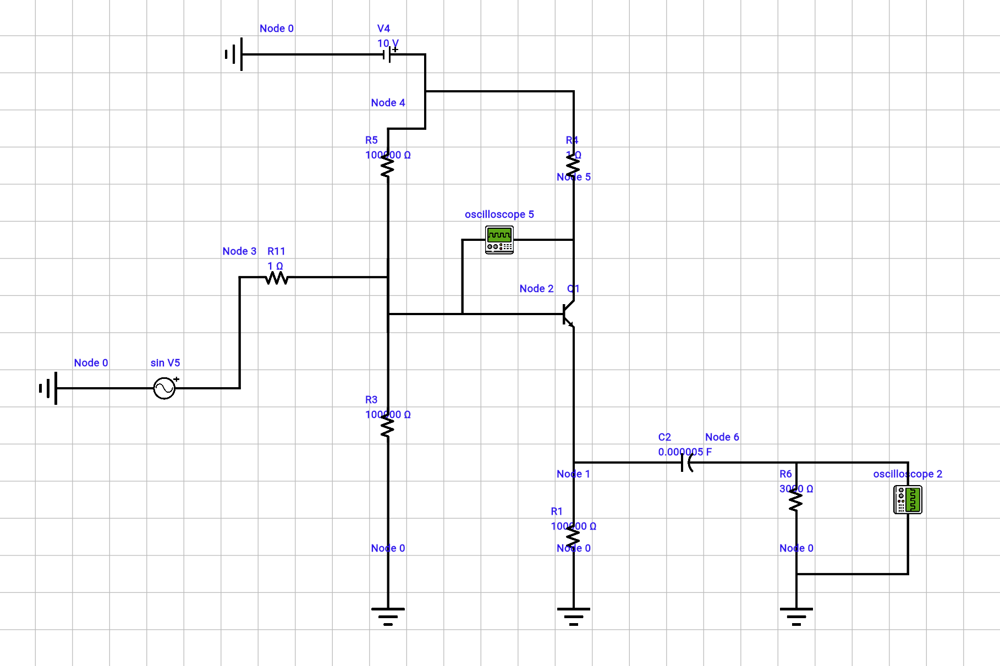 Node 0
V4
10 V
+
Node 4
R5
100000 Ω
R4
1 Ω
Node 5
oscilloscope 5
Node 3
R11
1 Ω
Node 2
Q1
Node 0
sin V5
+
R3
100000 Ω
C2
0.000005 F
Node 6
Node 1
R6
3000 Ω
oscilloscope 2
R1
100000 Ω
Node 0
Node 0
Node 0